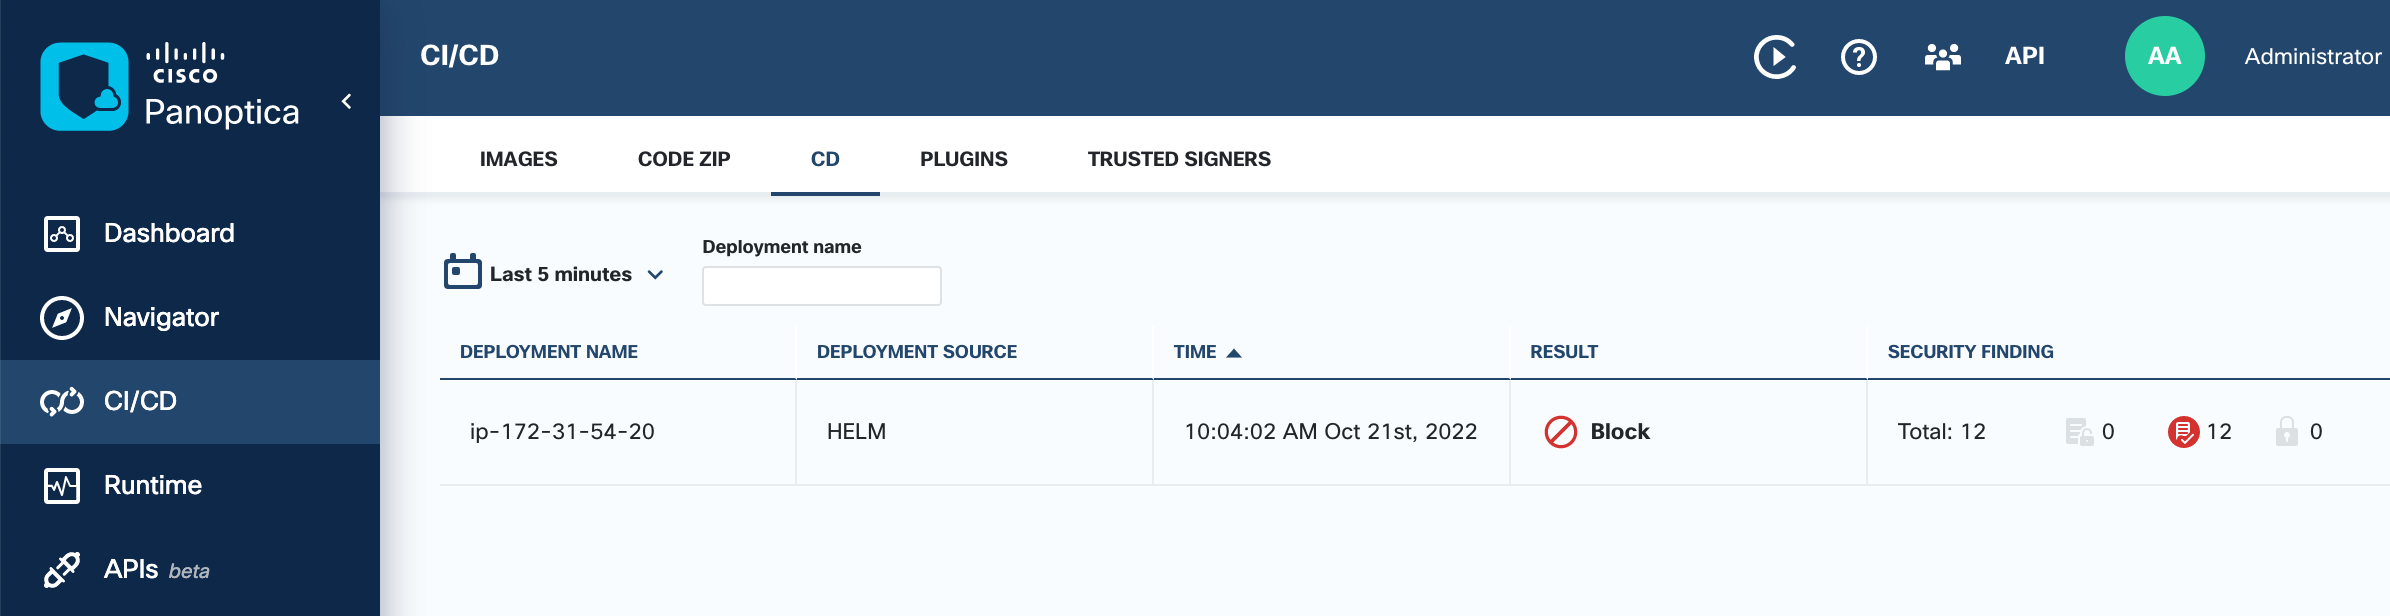 CISCO
Panoptica
CI/CD
API
AA
Administrator
IMAGES
CODE ZIP
CD
PLUGINS
TRUSTED SIGNERS
Dashboard
Navigator
CI/CD
Runtime
APIs beta
Last 5 minutes
Deployment name
DEPLOYMENT NAME
DEPLOYMENT SOURCE
TIME
RESULT
SECURITY FINDING
ip-172-31-54-20
HELM
10:04:02 AM Oct 21st, 2022
Block
Total: 12
0
12
0